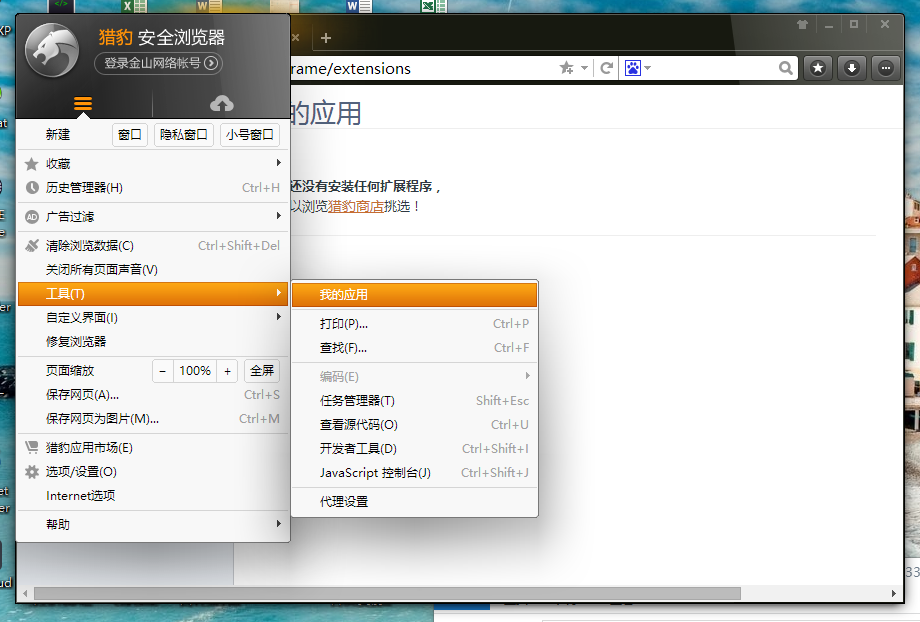 猎豹 安全浏览器
登录金山网络帐号
rame/extensions
的应用
新建 窗口 隐私窗口 小号窗口
收藏
历史管理器(H) Ctrl+H
还没有安装任何扩展程序，
以浏览猎豹商店挑选！
AD 广告过滤
清除浏览数据(C) Ctrl+Shift+Del
关闭所有页面声音(V)
工具(T)
自定义界面(I)
修复浏览器
页面缩放 - 100% + 全屏
保存网页(A)... Ctrl+S
保存网页为图片(M)... Ctrl+M
猎豹应用市场(E)
选项/设置(O)
Internet选项
帮助
我的应用
打印(P)... Ctrl+P
查找(F)... Ctrl+F
编码(E)
任务管理器(T) Shift+Esc
查看源代码(O) Ctrl+U
开发者工具(D) Ctrl+Shift+I
JavaScript 控制台(J) Ctrl+Shift+J
代理设置